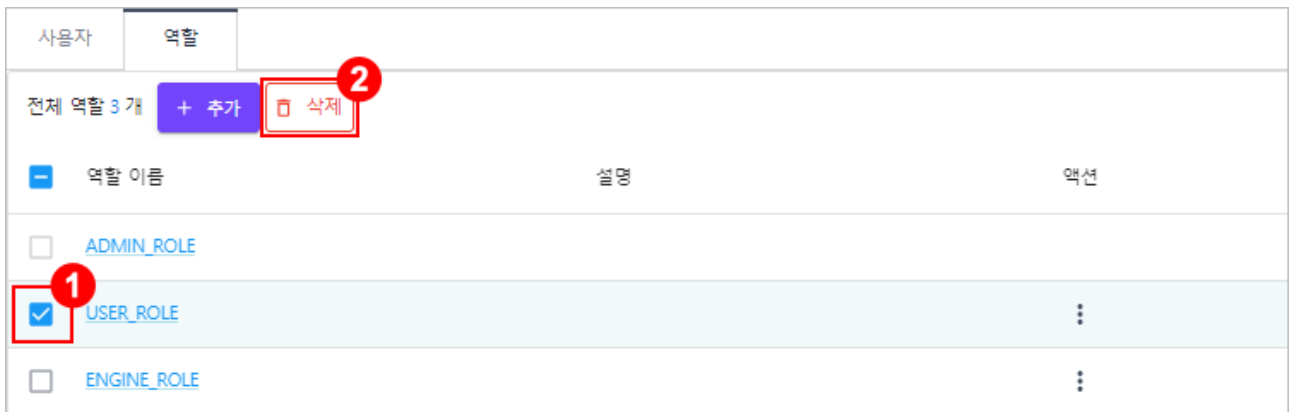 사용자 역할
2
전체 역할 3 개 + 추가 삭제
역할 이름 설명 액션
ADMIN_ROLE
1
USER_ROLE
ENGINE_ROLE